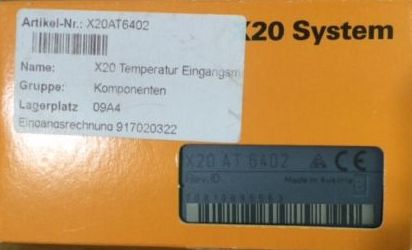 Artikel-Nr.: X20AT6402
X20 System
Name: X20 Temperatur Eingangsm
Gruppe: Komponenten
Lagerplatz 09A4
Eingangsrechnung 917020322
X20 AT 6402 CE
Rev.
Made in Austria